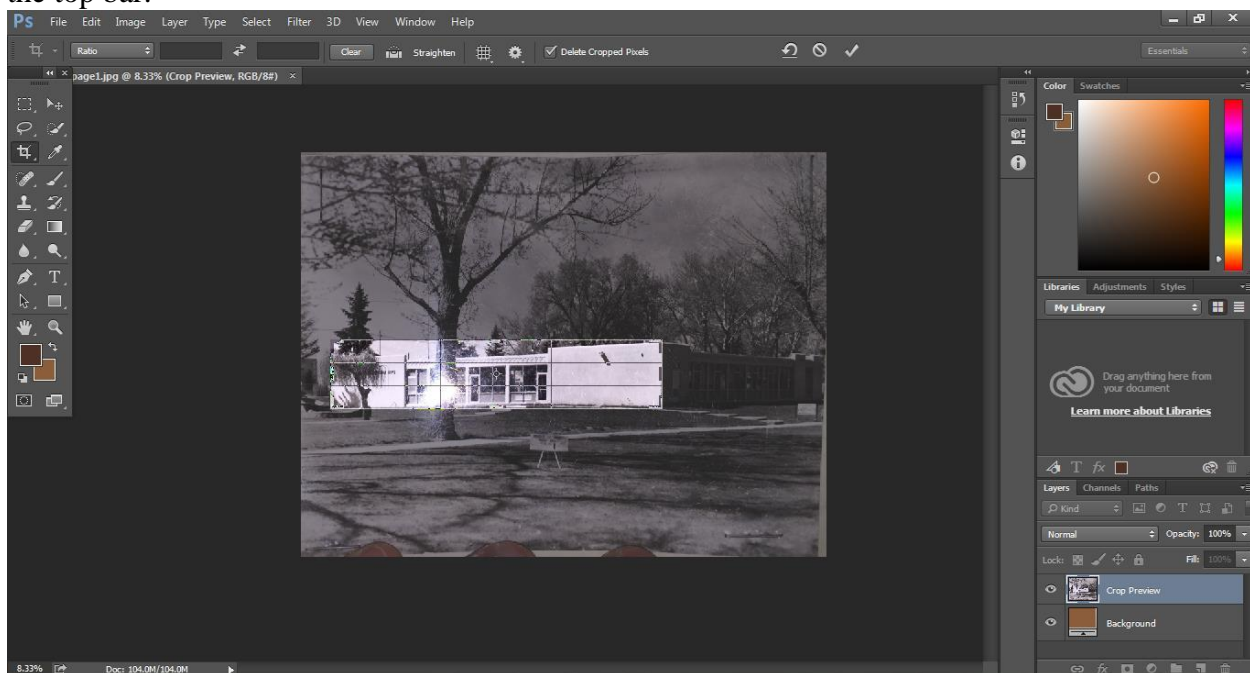 the top bar.
Ps File Edit Image Layer Type Select Filter 3D View Window Help
Ratio Clear Straighten Delete Cropped Pixels Essentials
page1.jpg @ 8.33% (Crop Preview, RGB/8#) ×
Color Swatches
Libraries Adjustments Styles
My Library
Drag anything here from
your document
Learn more about Libraries
T fx
Layers Channels Paths
Kind T
Normal Opacity: 100%
Lock: Fill: 100%
Crop Preview
Background
8.33% Doc: 104.0M/104.0M fx